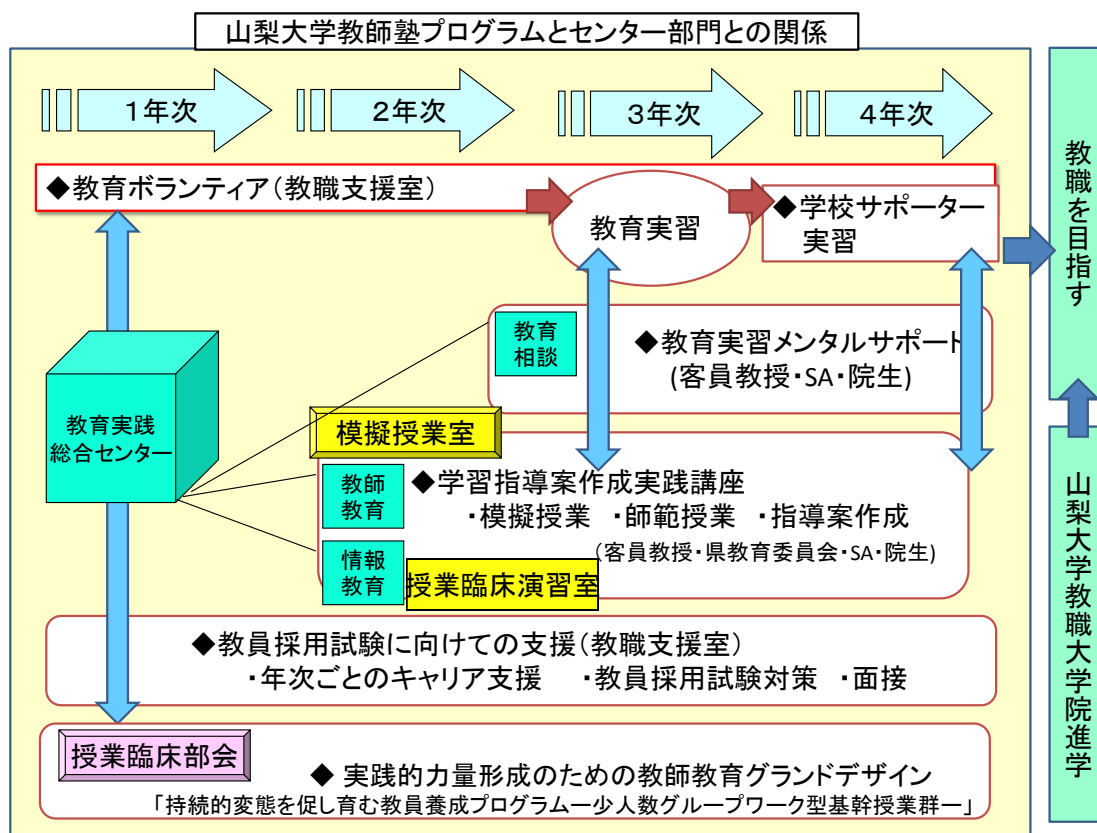 山梨大学教師塾プログラムとセンター部門との関係
１年次
２年次
３年次
４年次
◆教育ボランティア（教職支援室）
教育実習
◆学校サポーター
実習
教職を目指す
教育
相談
◆教育実習メンタルサポート
(客員教授・SA・院生)
教育実践
総合センター
模擬授業室
教師
教育
◆学習指導案作成実践講座
・模擬授業　・師範授業　・指導案作成
(客員教授・県教育委員会・SA・院生)
情報
教育
授業臨床演習室
山梨大学教職大学院進学
◆教員採用試験に向けての支援（教職支援室）
・年次ごとのキャリア支援　・教員採用試験対策　・面接
授業臨床部会
◆ 実践的力量形成のための教師教育グランドデザイン
「持続的変態を促し育む教員養成プログラムー少人数グループワーク型基幹授業群ー」